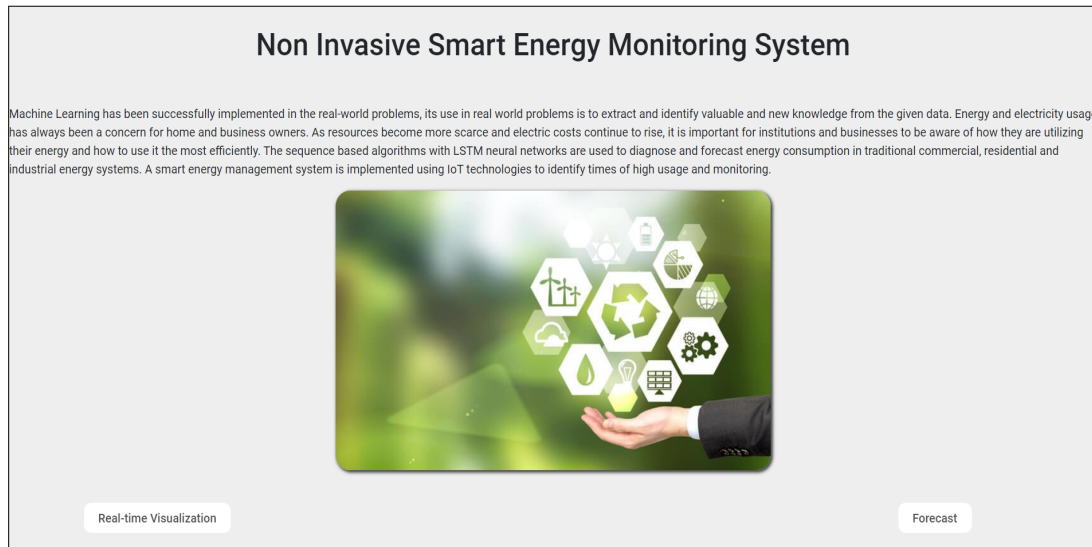 Non Invasive Smart Energy Monitoring System
Machine Learning has been successfully implemented in the real-world problems, its use in real world problems is to extract and identify valuable and new knowledge from the given data. Energy and electricity usag
has always been a concern for home and business owners. As resources become more scarce and electric costs continue to rise, it is important for institutions and businesses to be aware of how they are utilizing
their energy and how to use it the most efficiently. The sequence based algorithms with LSTM neural networks are used to diagnose and forecast energy consumption in traditional commercial, residential and
industrial energy systems. A smart energy management system is implemented using IoT technologies to identify times of high usage and monitoring.
Real-time Visualization
Forecast